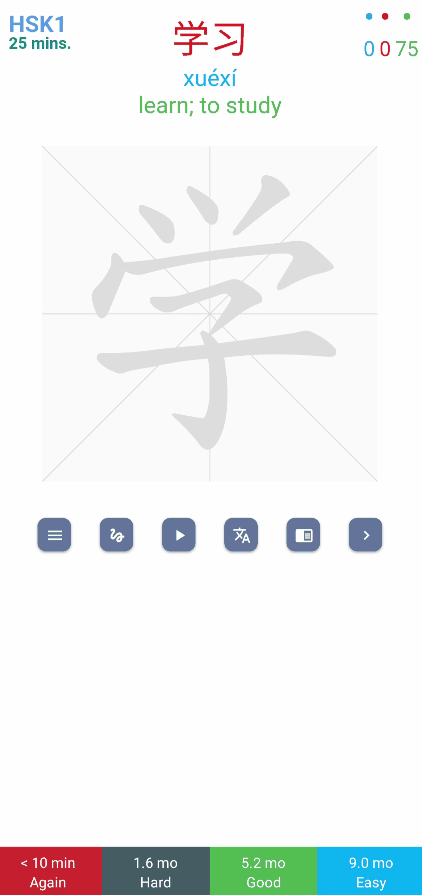 HSK1
25 mins.
学习
xuéxí
learn; to study
0 0 75
学
< 10 min
Again
1.6 mo
Hard
5.2 mo
Good
9.0 mo
Easy